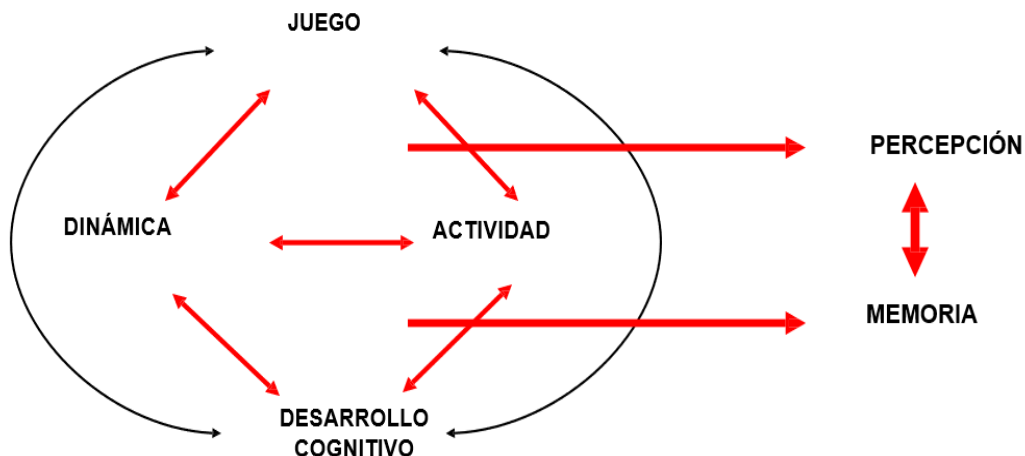 JUEGO
PERCEPCIÓN
DINÁMICA
ACTIVIDAD
MEMORIA
DESARROLLO
COGNITIVO